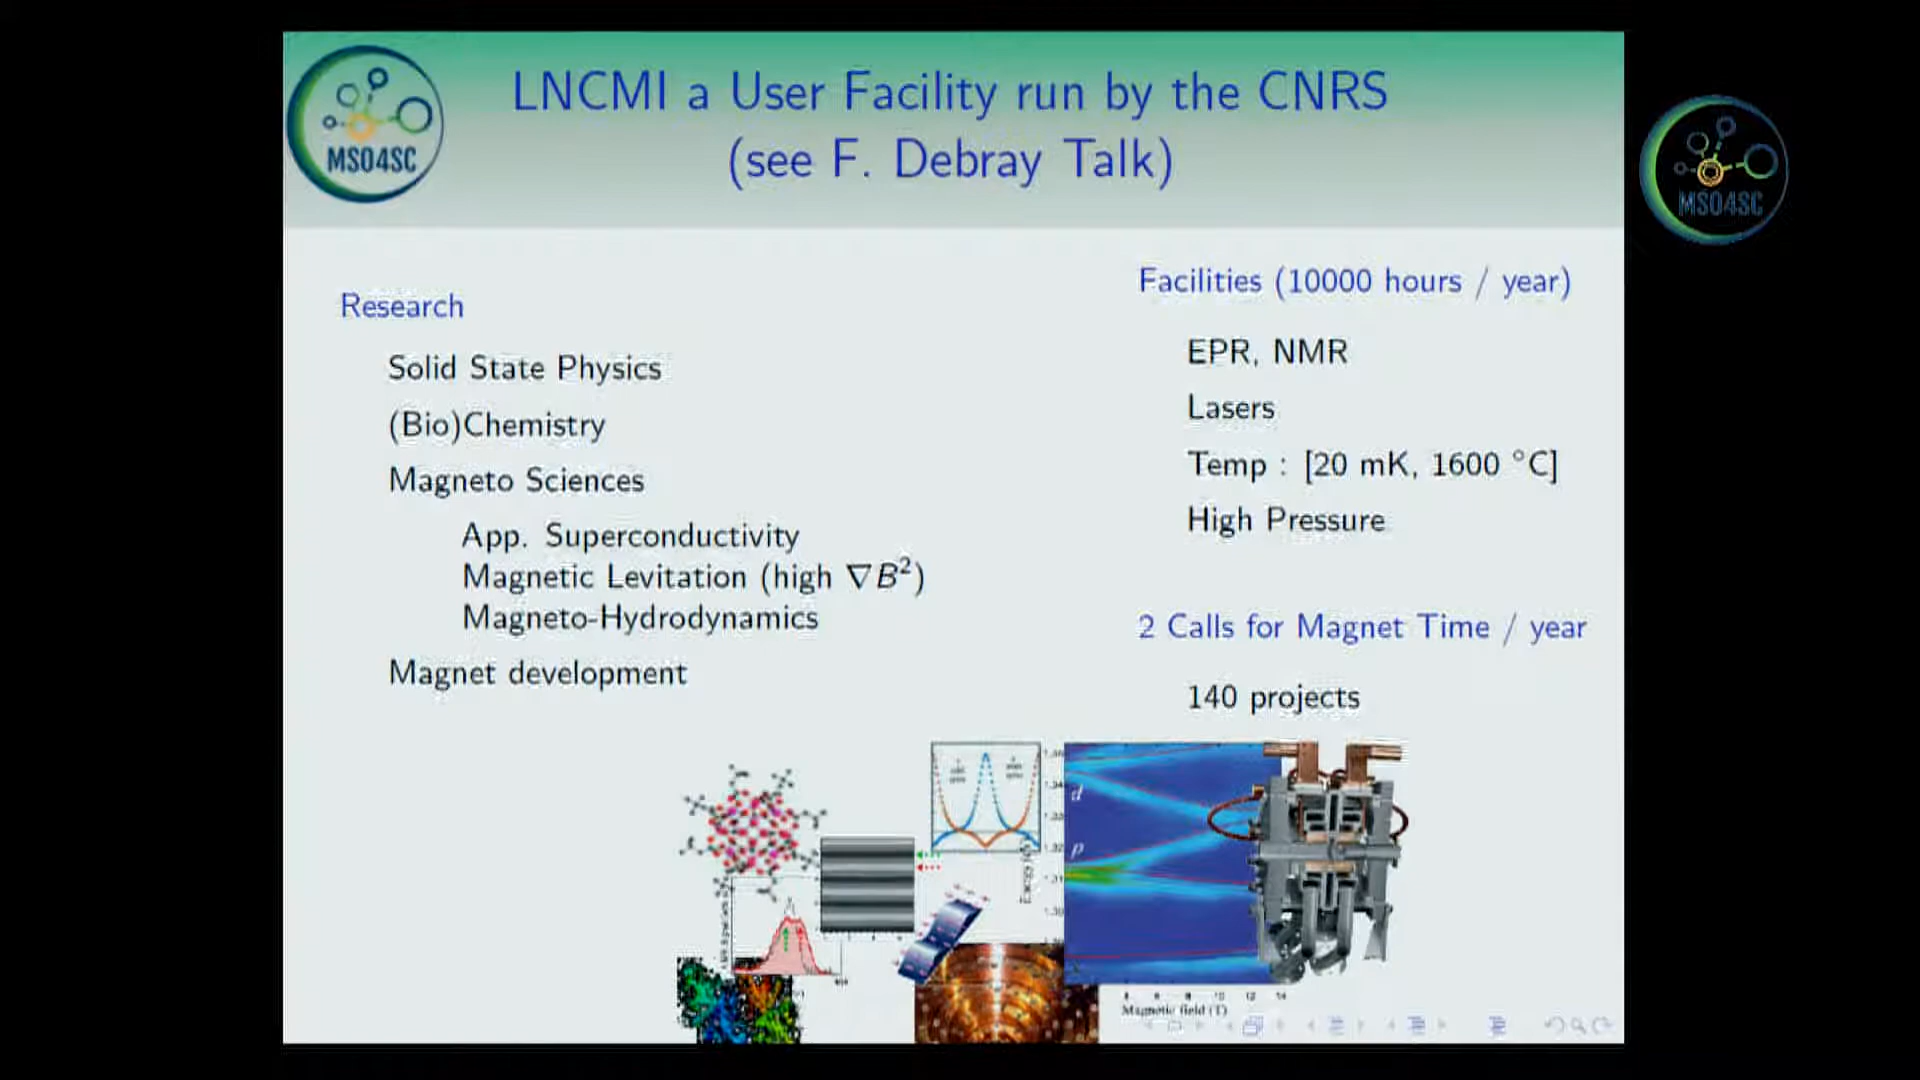 LNCMI a User Facility run by the CNRS
(see F. Debray Talk)
MSO4SC
MSO4SC
Research
Solid State Physics
(Bio)Chemistry
Magneto Sciences
App. Superconductivity
Magnetic Levitation (high ∇B²)
Magneto-Hydrodynamics
Magnet development
Facilities (10000 hours / year)
EPR, NMR
Lasers
Temp : [20 mK, 1600 °C]
High Pressure
2 Calls for Magnet Time / year
140 projects
d
p
Magnetic field (T)